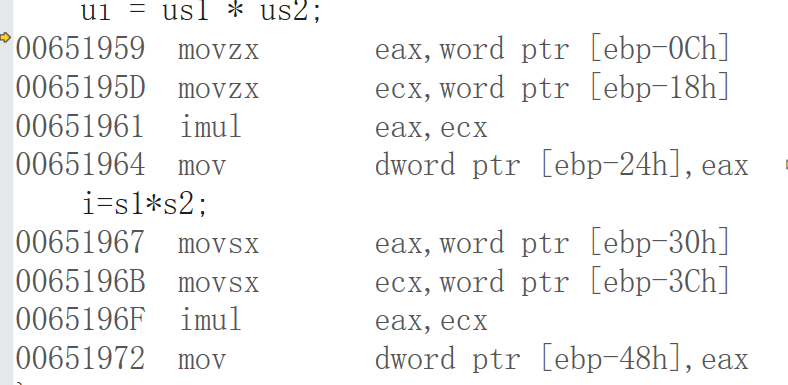 ui = us1 * us2;
00651959 movzx eax,word ptr [ebp-0Ch]
0065195D movzx ecx,word ptr [ebp-18h]
00651961 imul eax,ecx
00651964 mov dword ptr [ebp-24h],eax
i=s1*s2;
00651967 movsx eax,word ptr [ebp-30h]
0065196B movsx ecx,word ptr [ebp-3Ch]
0065196F imul eax,ecx
00651972 mov dword ptr [ebp-48h],eax